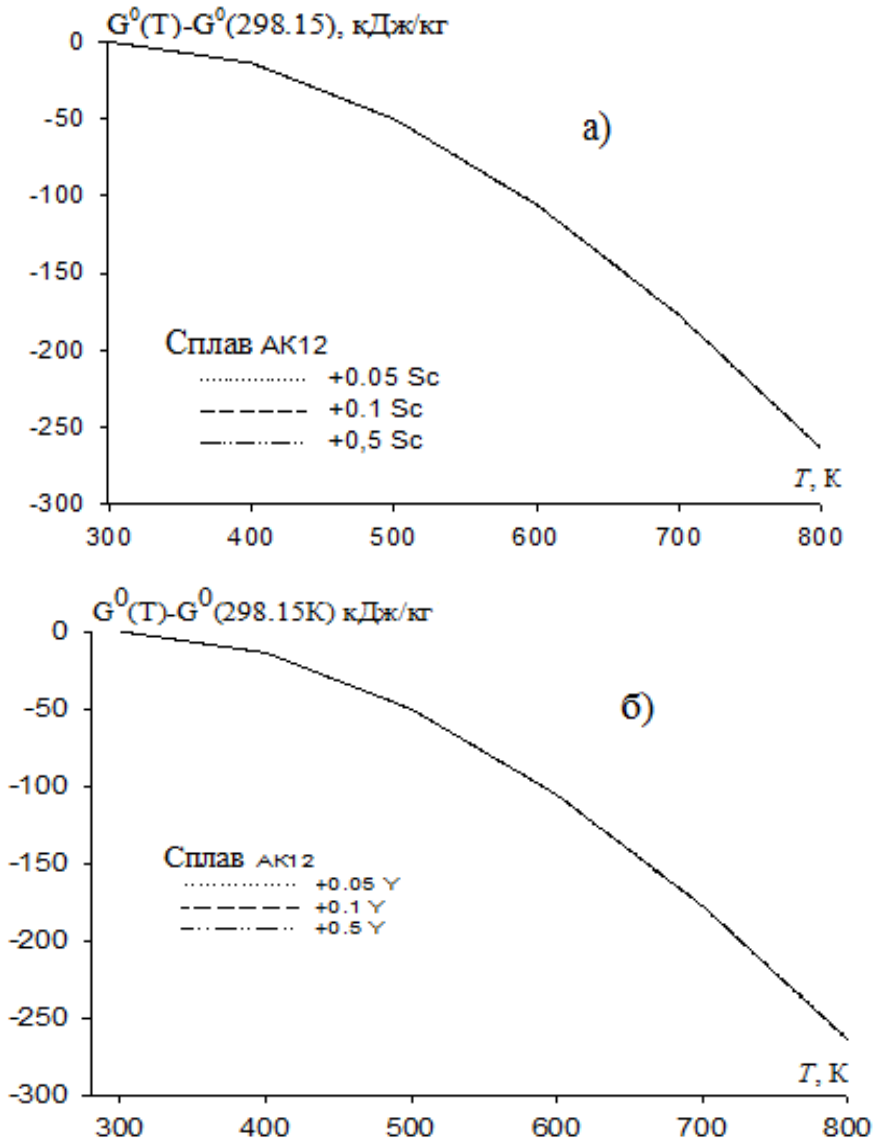 G⁰(T)-G⁰(298.15), кДж/кг
0
-50
-100
-150
-200
-250
-300
а)
Сплав АК12
+0.05 Sc
+0.1 Sc
+0,5 Sc
T, К
300 400 500 600 700 800
G⁰(T)-G⁰(298.15К) кДж/кг
0
-50
-100
-150
-200
-250
-300
б)
Сплав АК12
+0.05 Y
+0.1 Y
+0.5 Y
T, К
300 400 500 600 700 800